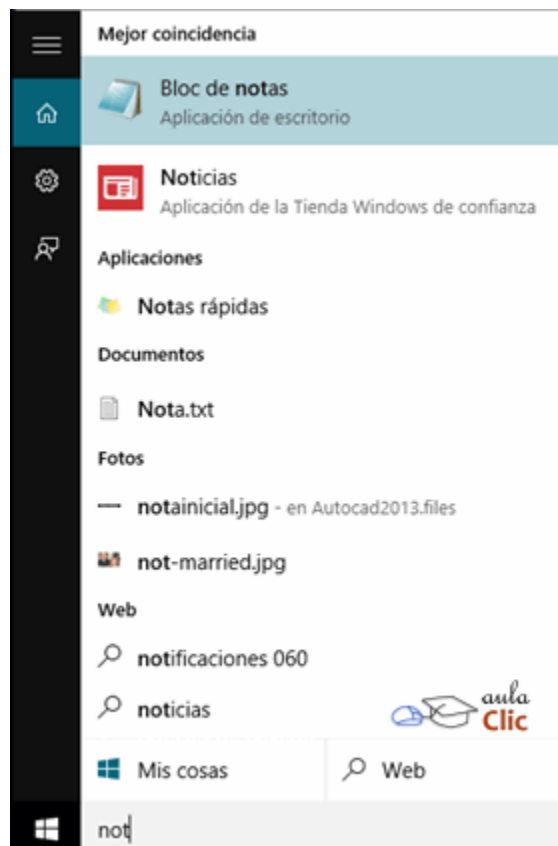 Mejor coincidencia
Bloc de notas
Aplicación de escritorio
Noticias
Aplicación de la Tienda Windows de confianza
Aplicaciones
Notas rápidas
Documentos
Nota.txt
Fotos
notainicial.jpg - en Autocad2013.files
not-married.jpg
Web
notificaciones 060
noticias
aula
Clic
Mis cosas
Web
not